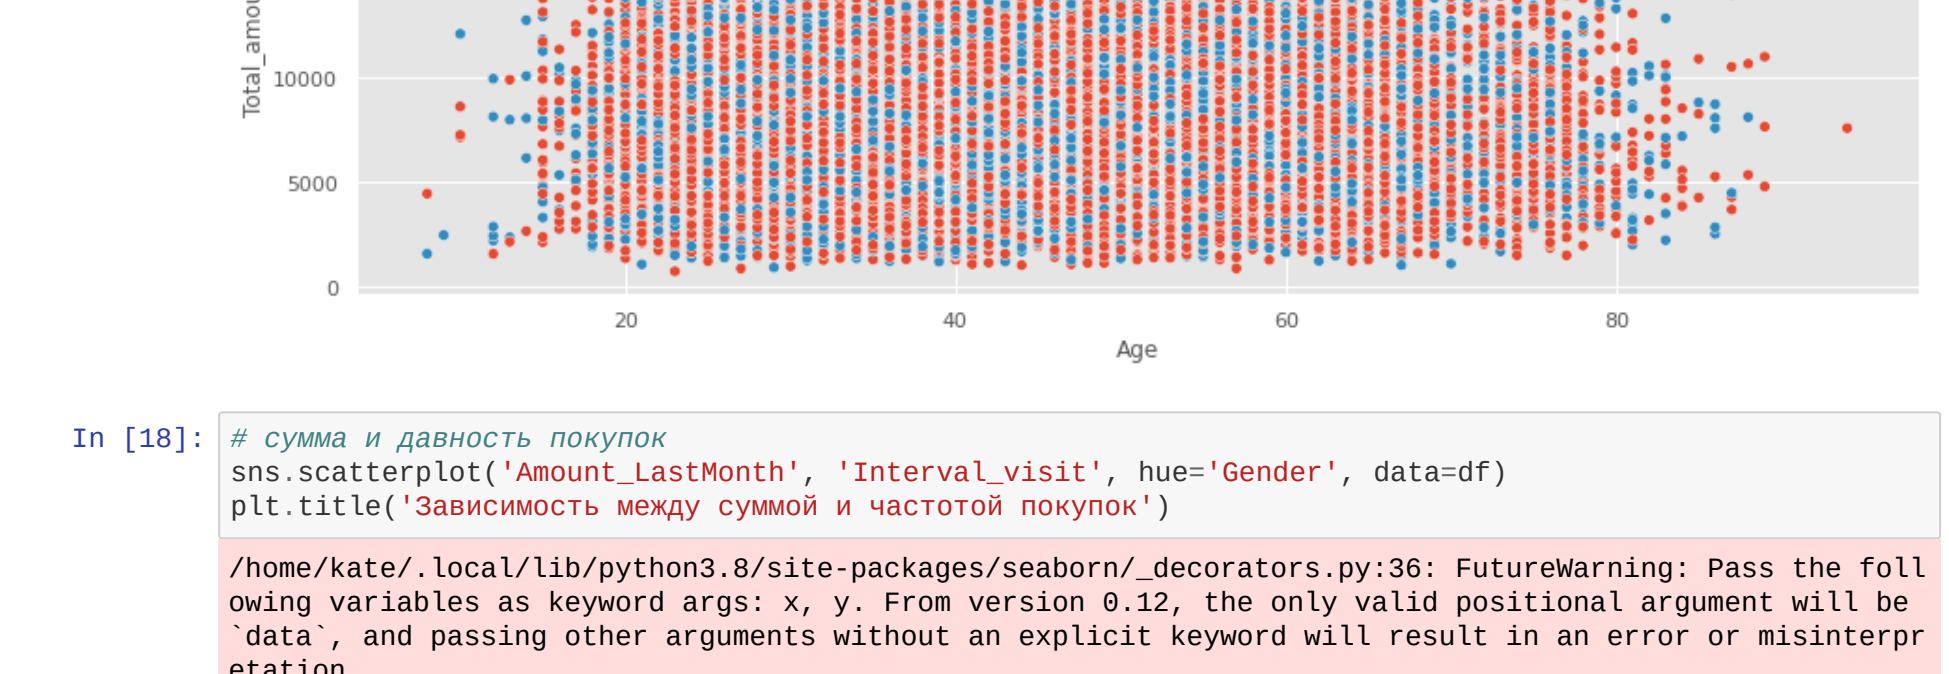 Total_amou
10000
5000
0
20 40 60 80
Age
In [18]: # сумма и давность покупок
sns.scatterplot('Amount_LastMonth', 'Interval_visit', hue='Gender', data=df)
plt.title('Зависимость между суммой и частотой покупок')
/home/kate/.local/lib/python3.8/site-packages/seaborn/_decorators.py:36: FutureWarning: Pass the foll
owing variables as keyword args: x, y. From version 0.12, the only valid positional argument will be
`data`, and passing other arguments without an explicit keyword will result in an error or misinterpr
etation